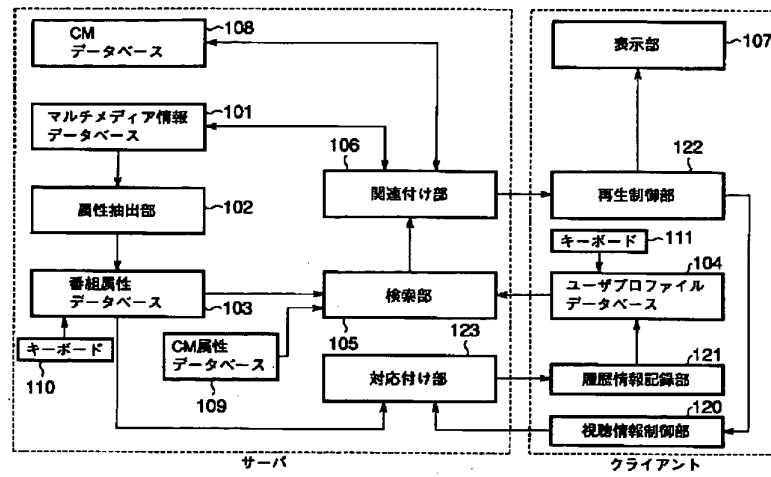 CM
データベース
108
マルチメディア情報
データベース
101
属性抽出部
102
番組属性
データベース
103
キーボード
110
CM属性
データベース
109
106
関連付け部
検索部
105
123
対応付け部
サーバ
表示部
107
122
再生制御部
キーボード
111
104
ユーザプロファイル
データベース
121
履歴情報記録部
120
視聴情報制御部
クライアント